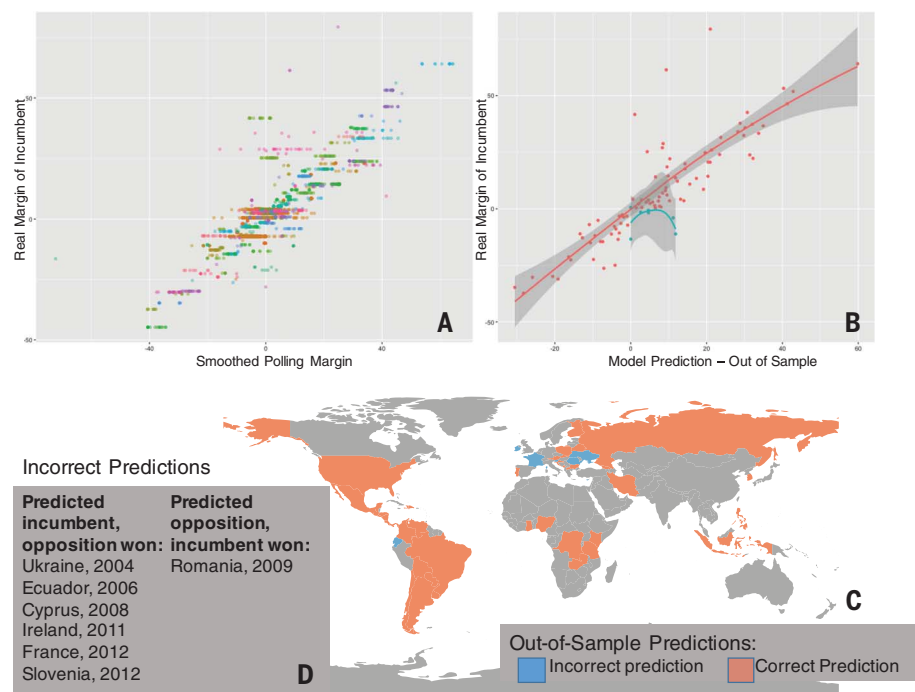 Real Margin of Incumbent
50
0
-50
-40
0
40
Smoothed Polling Margin
A
Real Margin of Incumbent
50
0
-50
-20
0
20
40
60
Model Prediction – Out of Sample
B
Incorrect Predictions
Predicted incumbent, opposition won:
Ukraine, 2004
Ecuador, 2006
Cyprus, 2008
Ireland, 2011
France, 2012
Slovenia, 2012
Predicted opposition, incumbent won:
Romania, 2009
D
C
Out-of-Sample Predictions:
Incorrect prediction
Correct Prediction